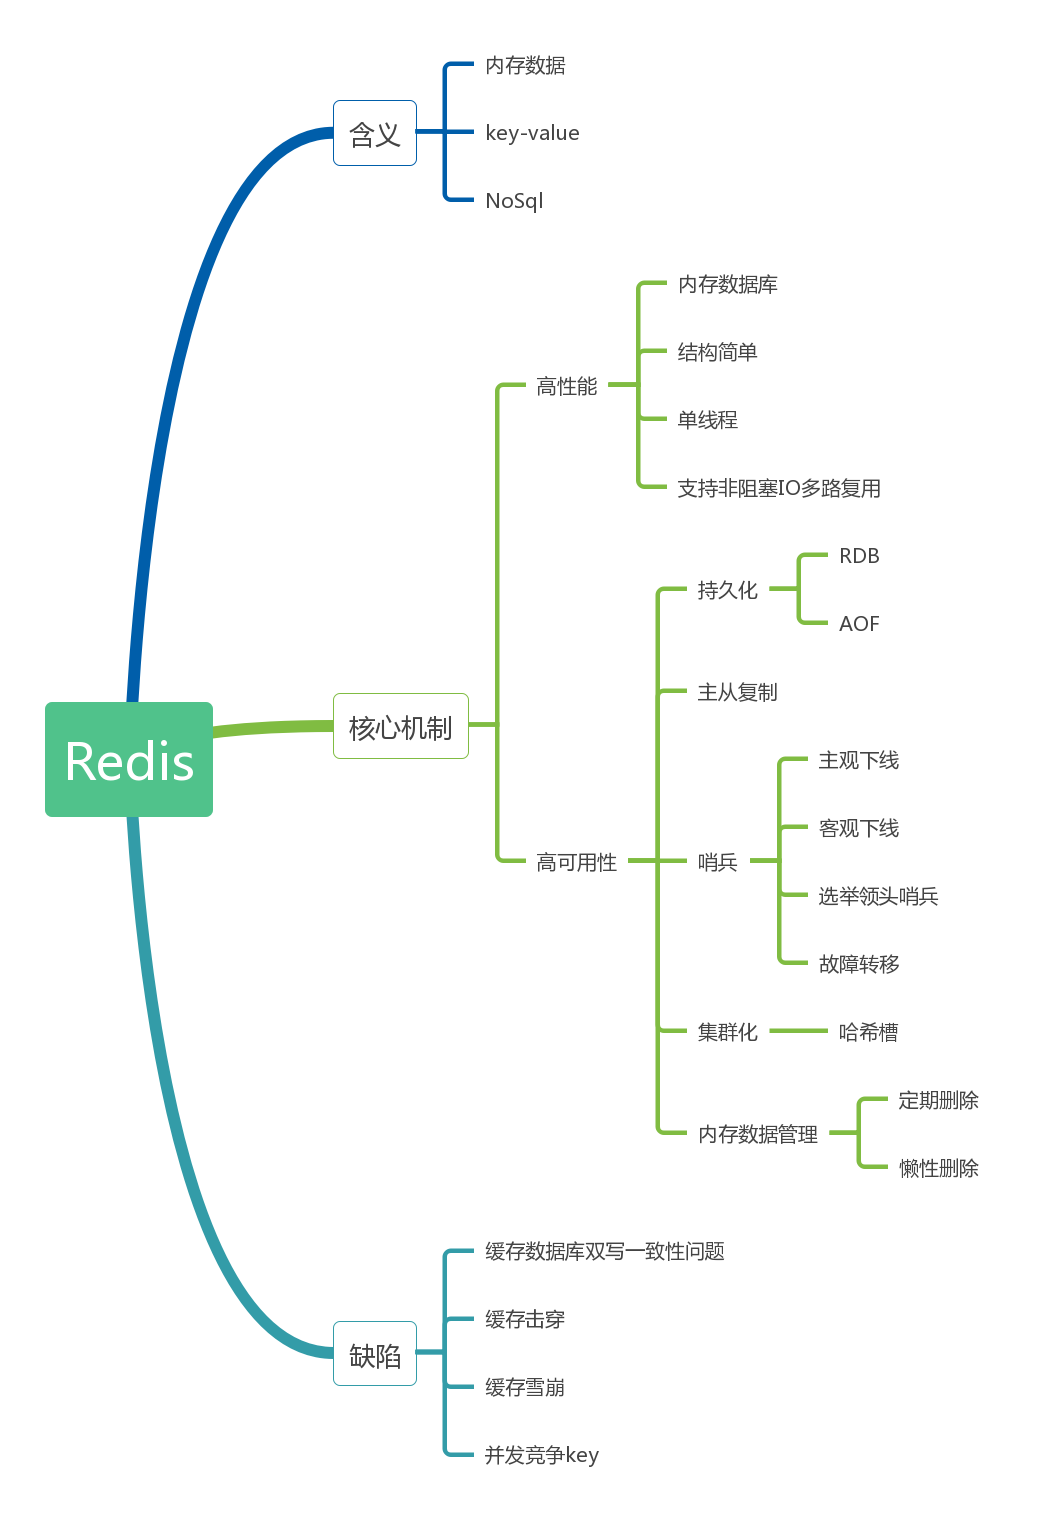 Redis
含义
内存数据
key-value
NoSql
核心机制
高性能
内存数据库
结构简单
单线程
支持非阻塞IO多路复用
高可用性
持久化
RDB
AOF
主从复制
哨兵
主观下线
客观下线
选举领头哨兵
故障转移
集群化
哈希槽
内存数据管理
定期删除
懒性删除
缺陷
缓存数据库双写一致性问题
缓存击穿
缓存雪崩
并发竞争key